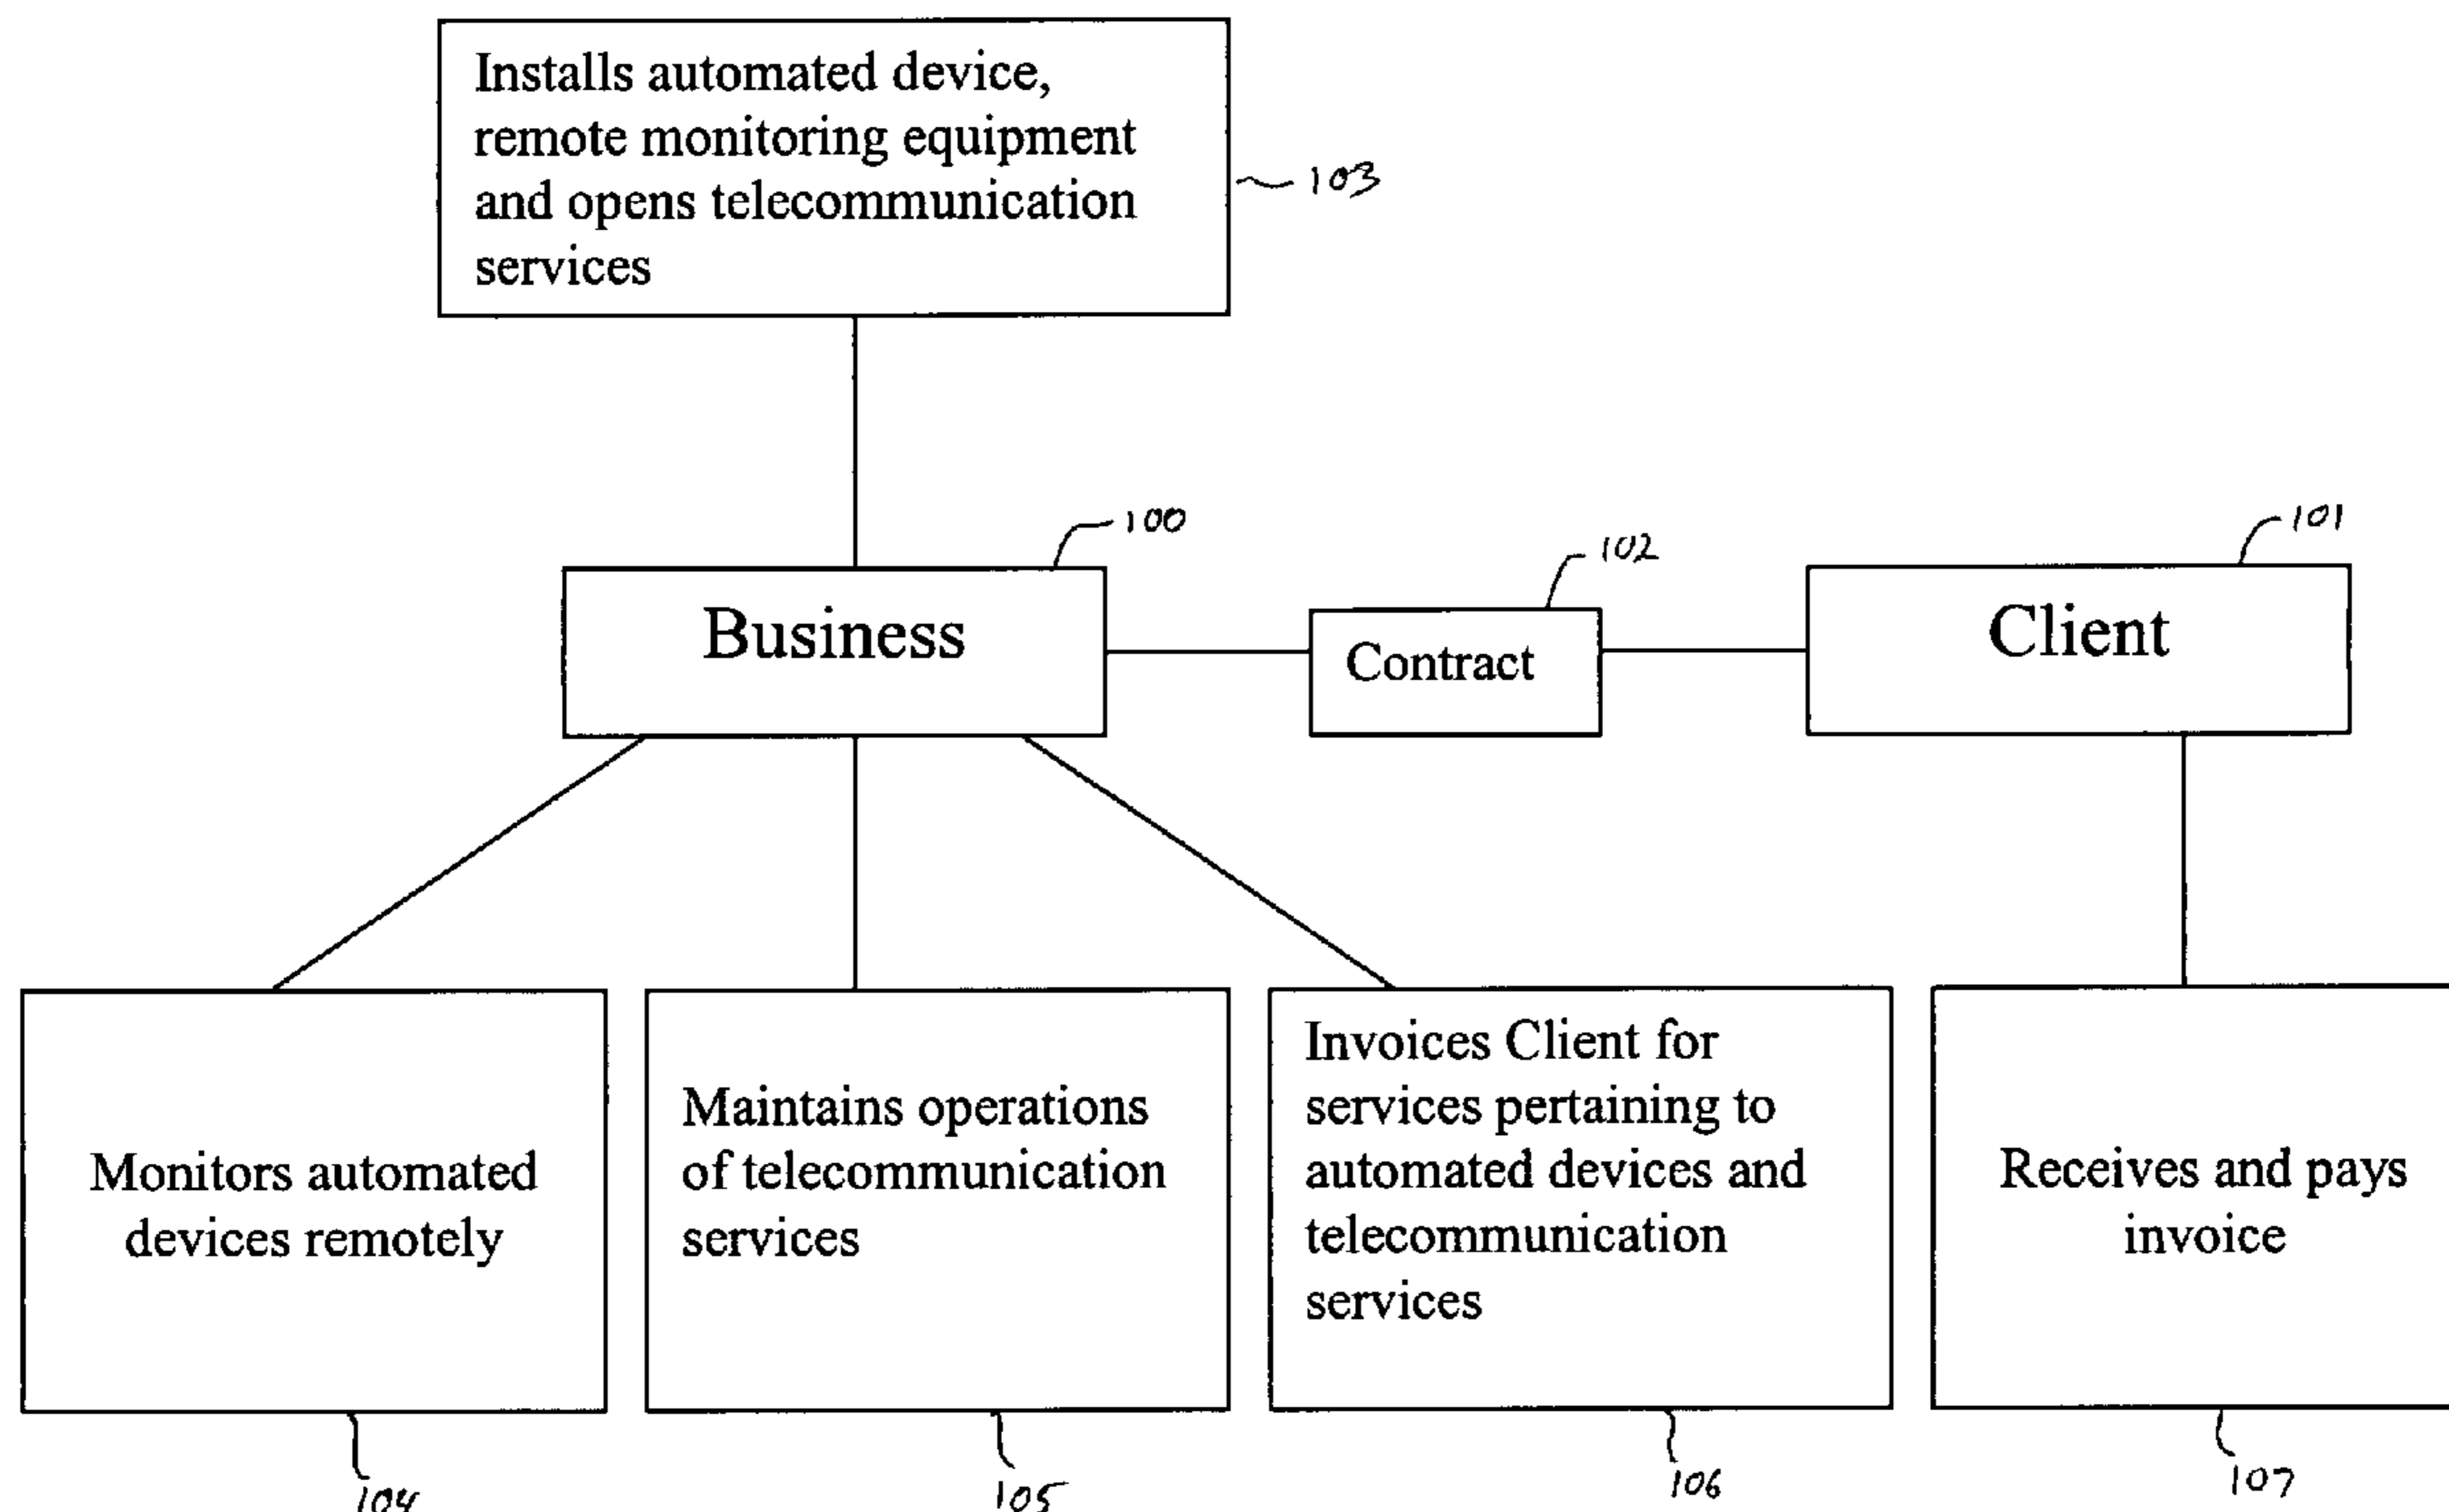 Installs automated device,
remote monitoring equipment
and opens telecommunication
services
103
100
102
101
Business
Contract
Client
Monitors automated
devices remotely
Maintains operations
of telecommunication
services
Invoices Client for
services pertaining to
automated devices and
telecommunication
services
Receives and pays
invoice
104
105
106
107